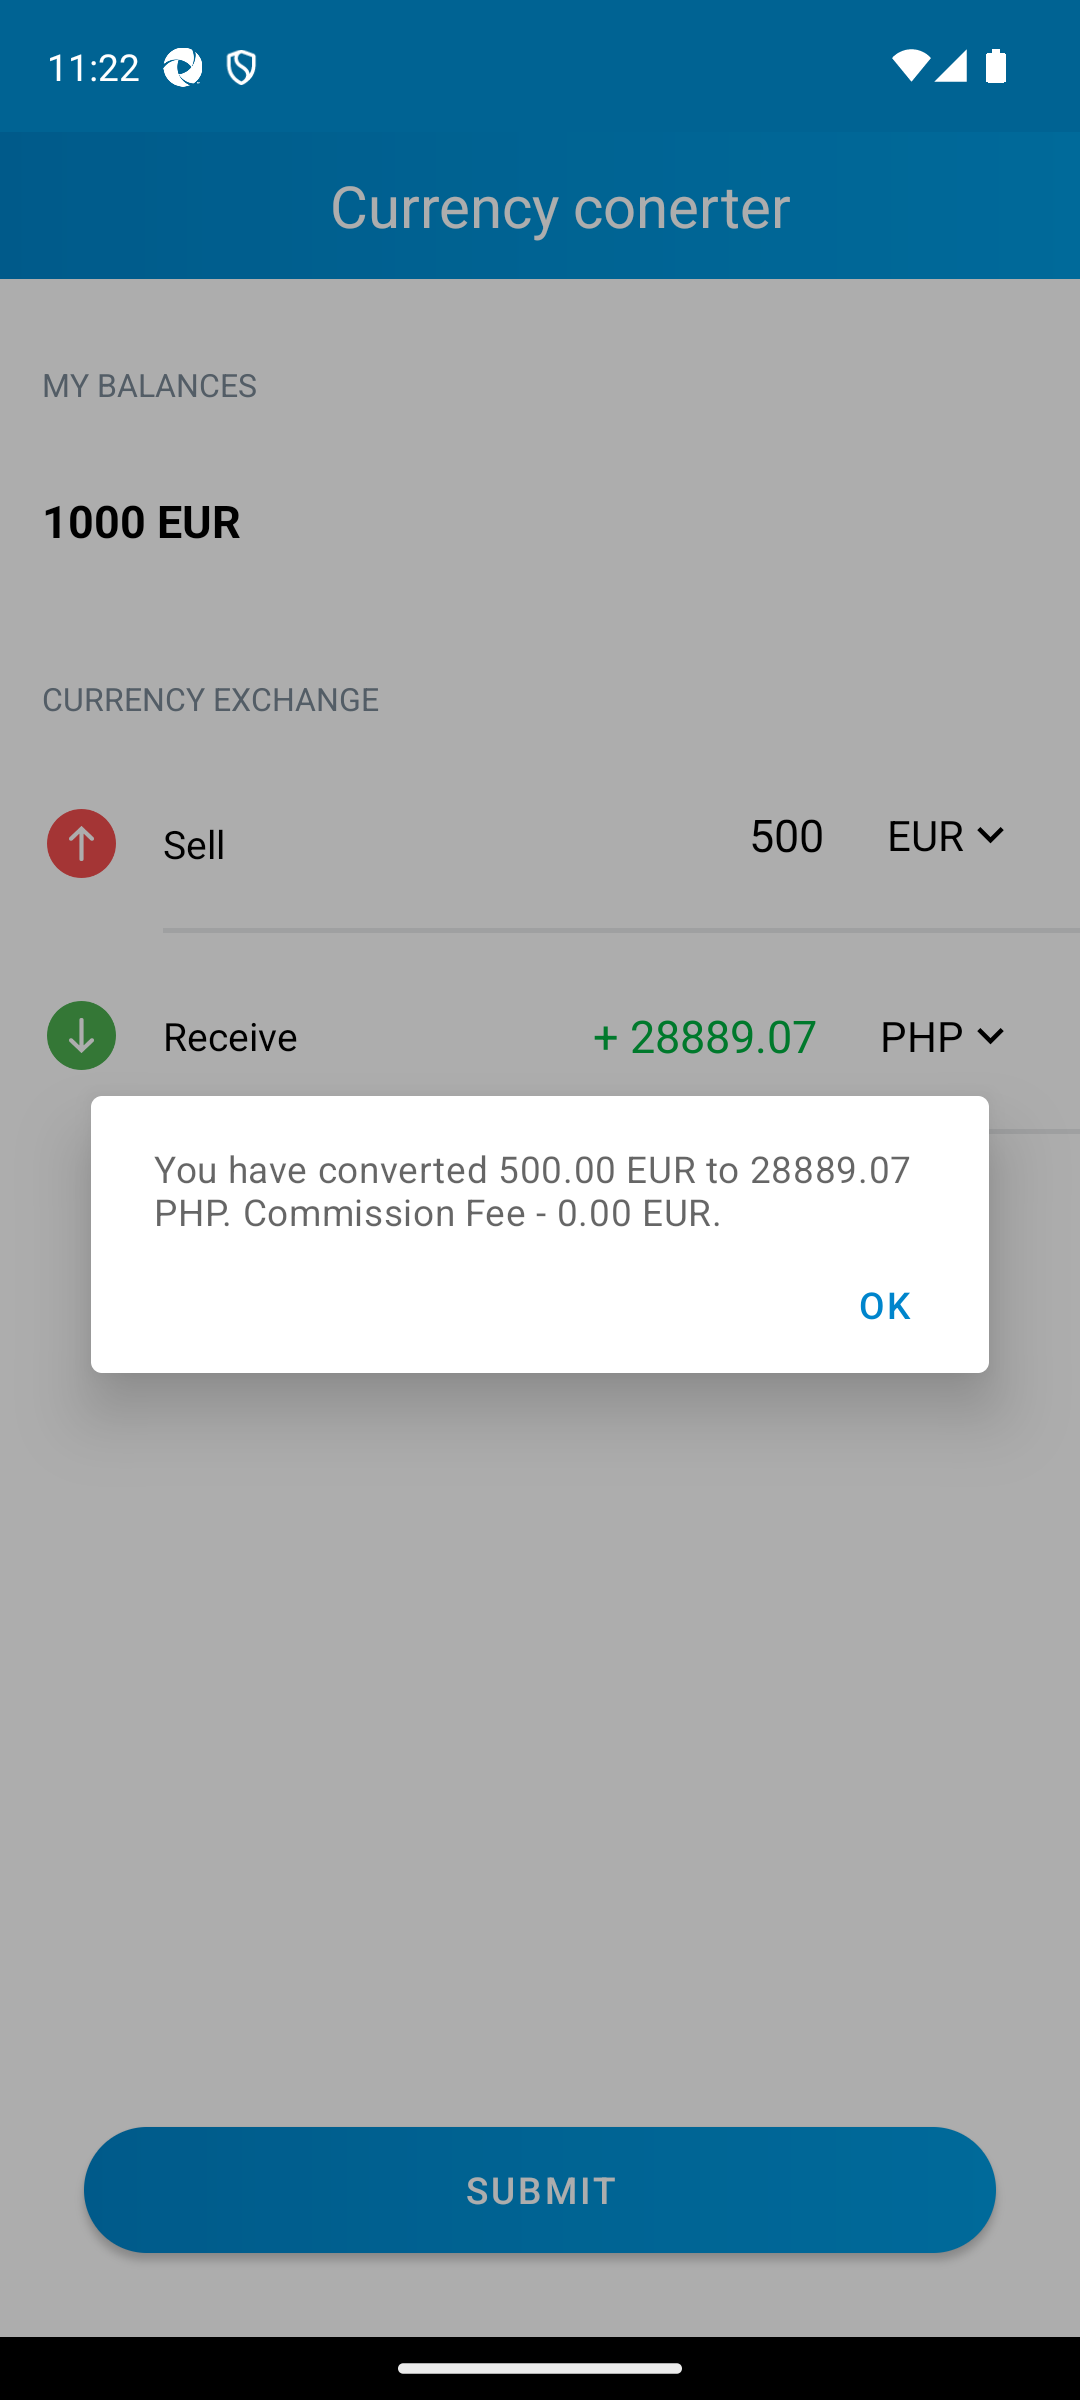 11:22
Currency conerter
MY BALANCES
1000 EUR
CURRENCY EXCHANGE
Sell 500 EUR
Receive + 28889.07 PHP
You have converted 500.00 EUR to 28889.07
PHP. Commission Fee - 0.00 EUR.
OK
SUBMIT